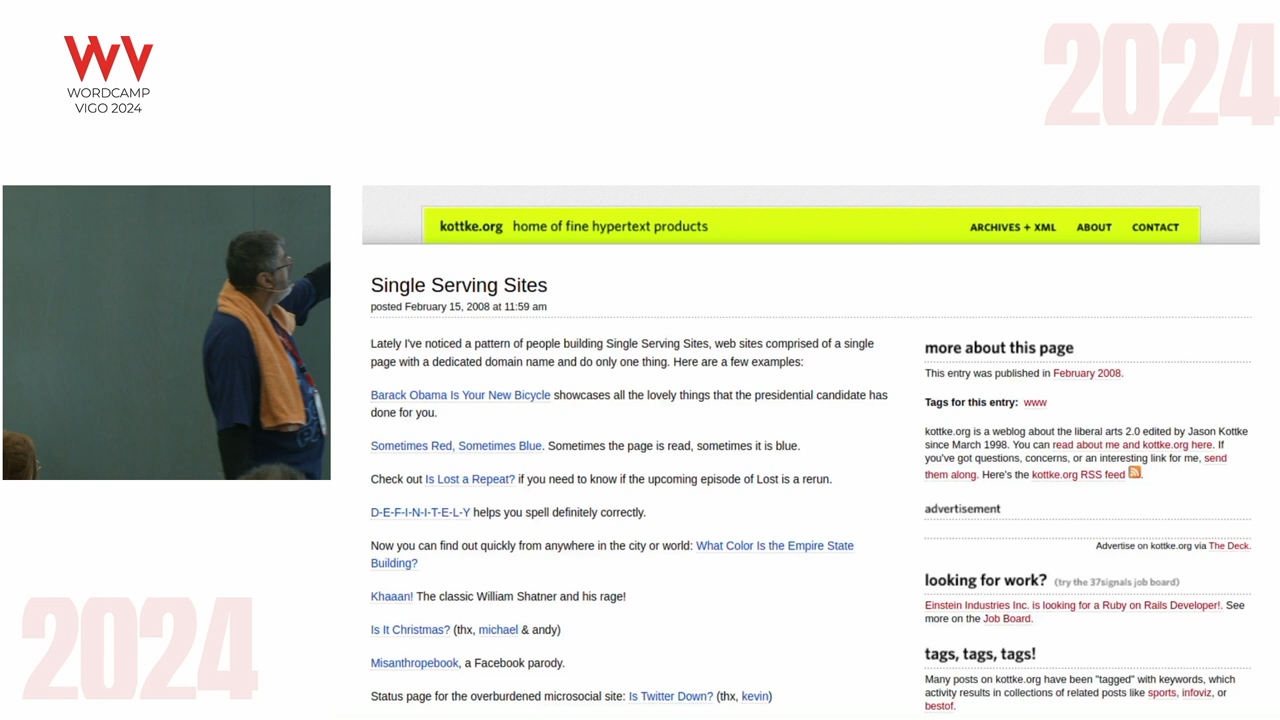 WORDCAMP
VIGO 2024
2024
kottke.org home of fine hypertext products
ARCHIVES + XML ABOUT CONTACT
Single Serving Sites
posted February 15, 2008 at 11:59 am
Lately I've noticed a pattern of people building Single Serving Sites, web sites comprised of a single
page with a dedicated domain name and do only one thing. Here are a few examples:
Barack Obama Is Your New Bicycle showcases all the lovely things that the presidential candidate has
done for you.
Sometimes Red, Sometimes Blue. Sometimes the page is read, sometimes it is blue.
Check out Is Lost a Repeat? if you need to know if the upcoming episode of Lost is a rerun.
D-E-F-I-N-I-T-E-L-Y helps you spell definitely correctly.
Now you can find out quickly from anywhere in the city or world: What Color Is the Empire State
Building?
Khaaan! The classic William Shatner and his rage!
Is It Christmas? (thx, michael & andy)
Misanthropebook, a Facebook parody.
Status page for the overburdened microsocial site: Is Twitter Down? (thx, kevin)
more about this page
This entry was published in February 2008.
Tags for this entry: www
kottke.org is a weblog about the liberal arts 2.0 edited by Jason Kottke
since March 1998. You can read about me and kottke.org here. If
you've got questions, concerns, or an interesting link for me, send
them along. Here's the kottke.org RSS feed .
advertisement
Advertise on kottke.org via The Deck.
looking for work? (try the 37signals job board)
Einstein Industries Inc. is looking for a Ruby on Rails Developer!. See
more on the Job Board.
tags, tags, tags!
Many posts on kottke.org have been "tagged" with keywords, which
activity results in collections of related posts like sports, infoviz, or
bestof.
2024